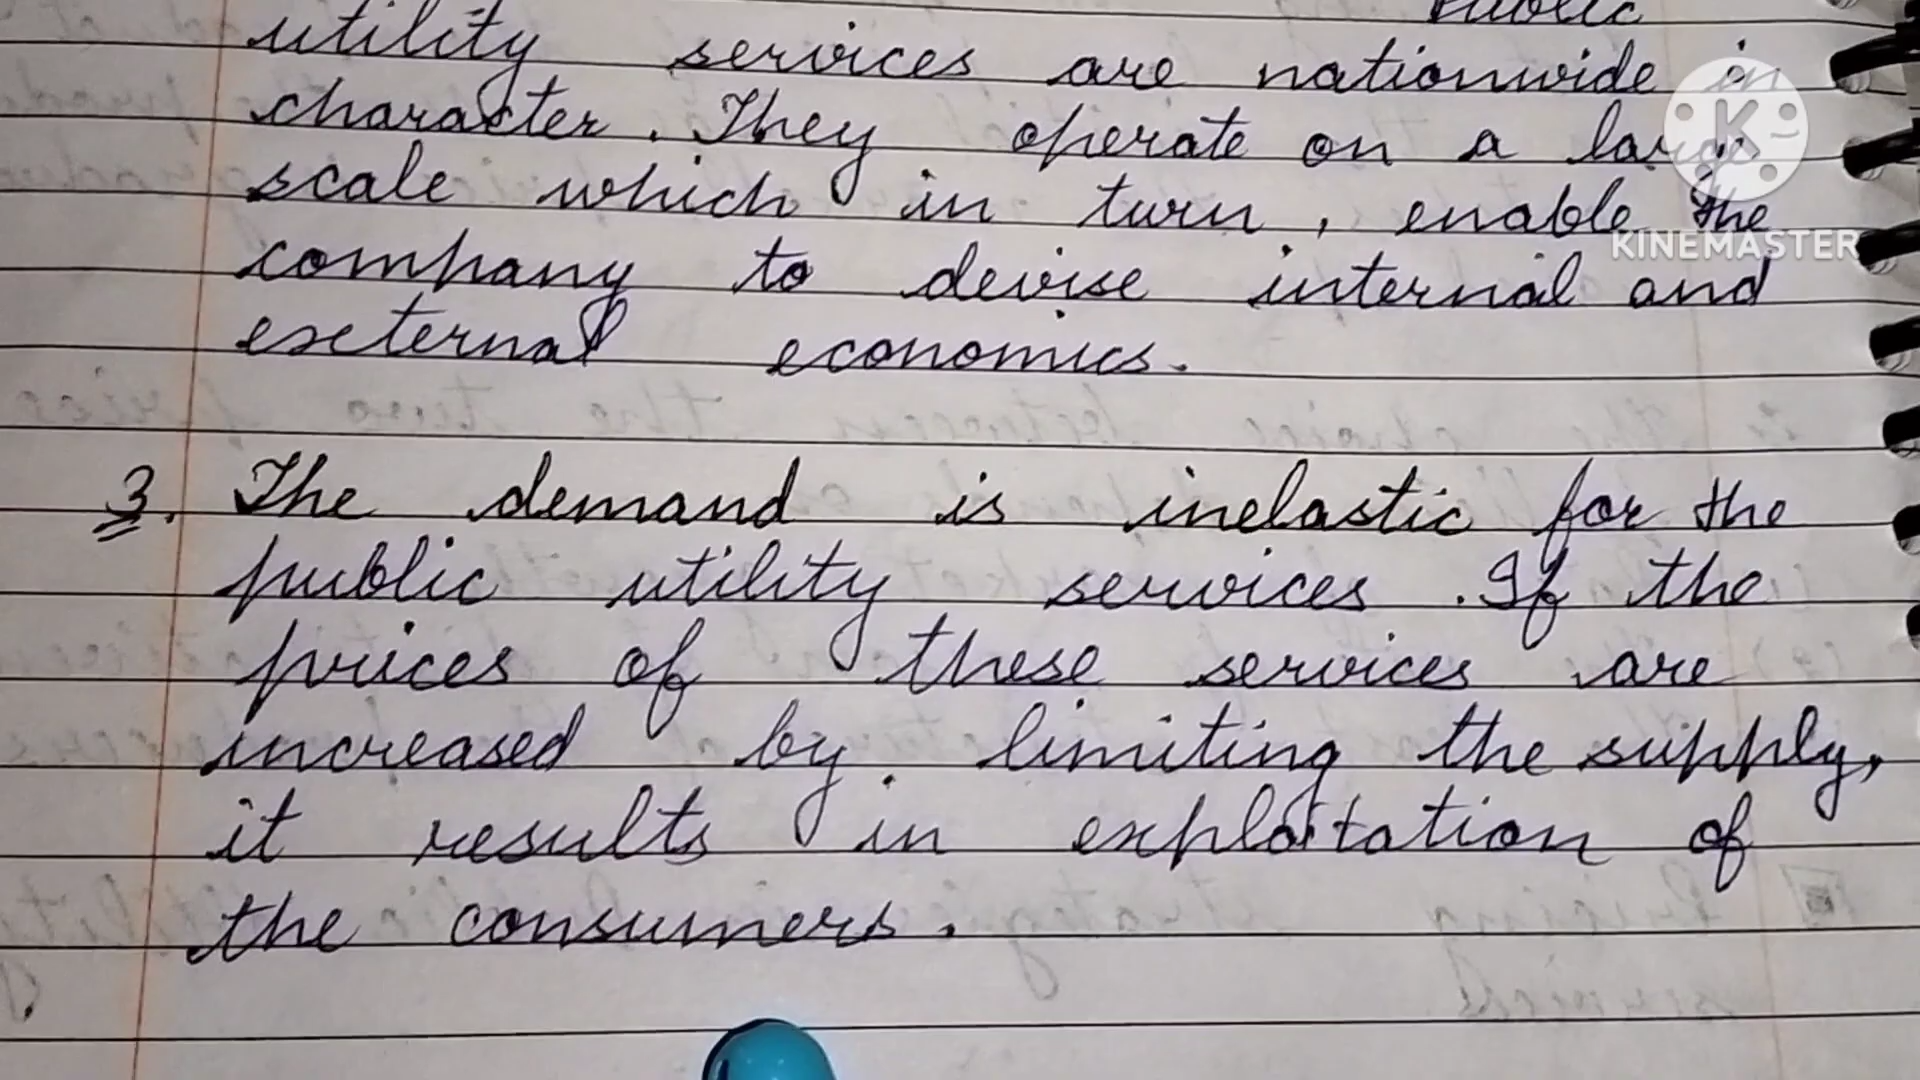 Public
utility services are nationwide in
character. They operate on a large
scale which in turn, enable the
company to devise internal and
external economics.
3. The demand is inelastic for the
public utility services. If the
prices of these services are
increased by limiting the supply,
it results in exploitation of
the consumers.
K
KINEMASTER